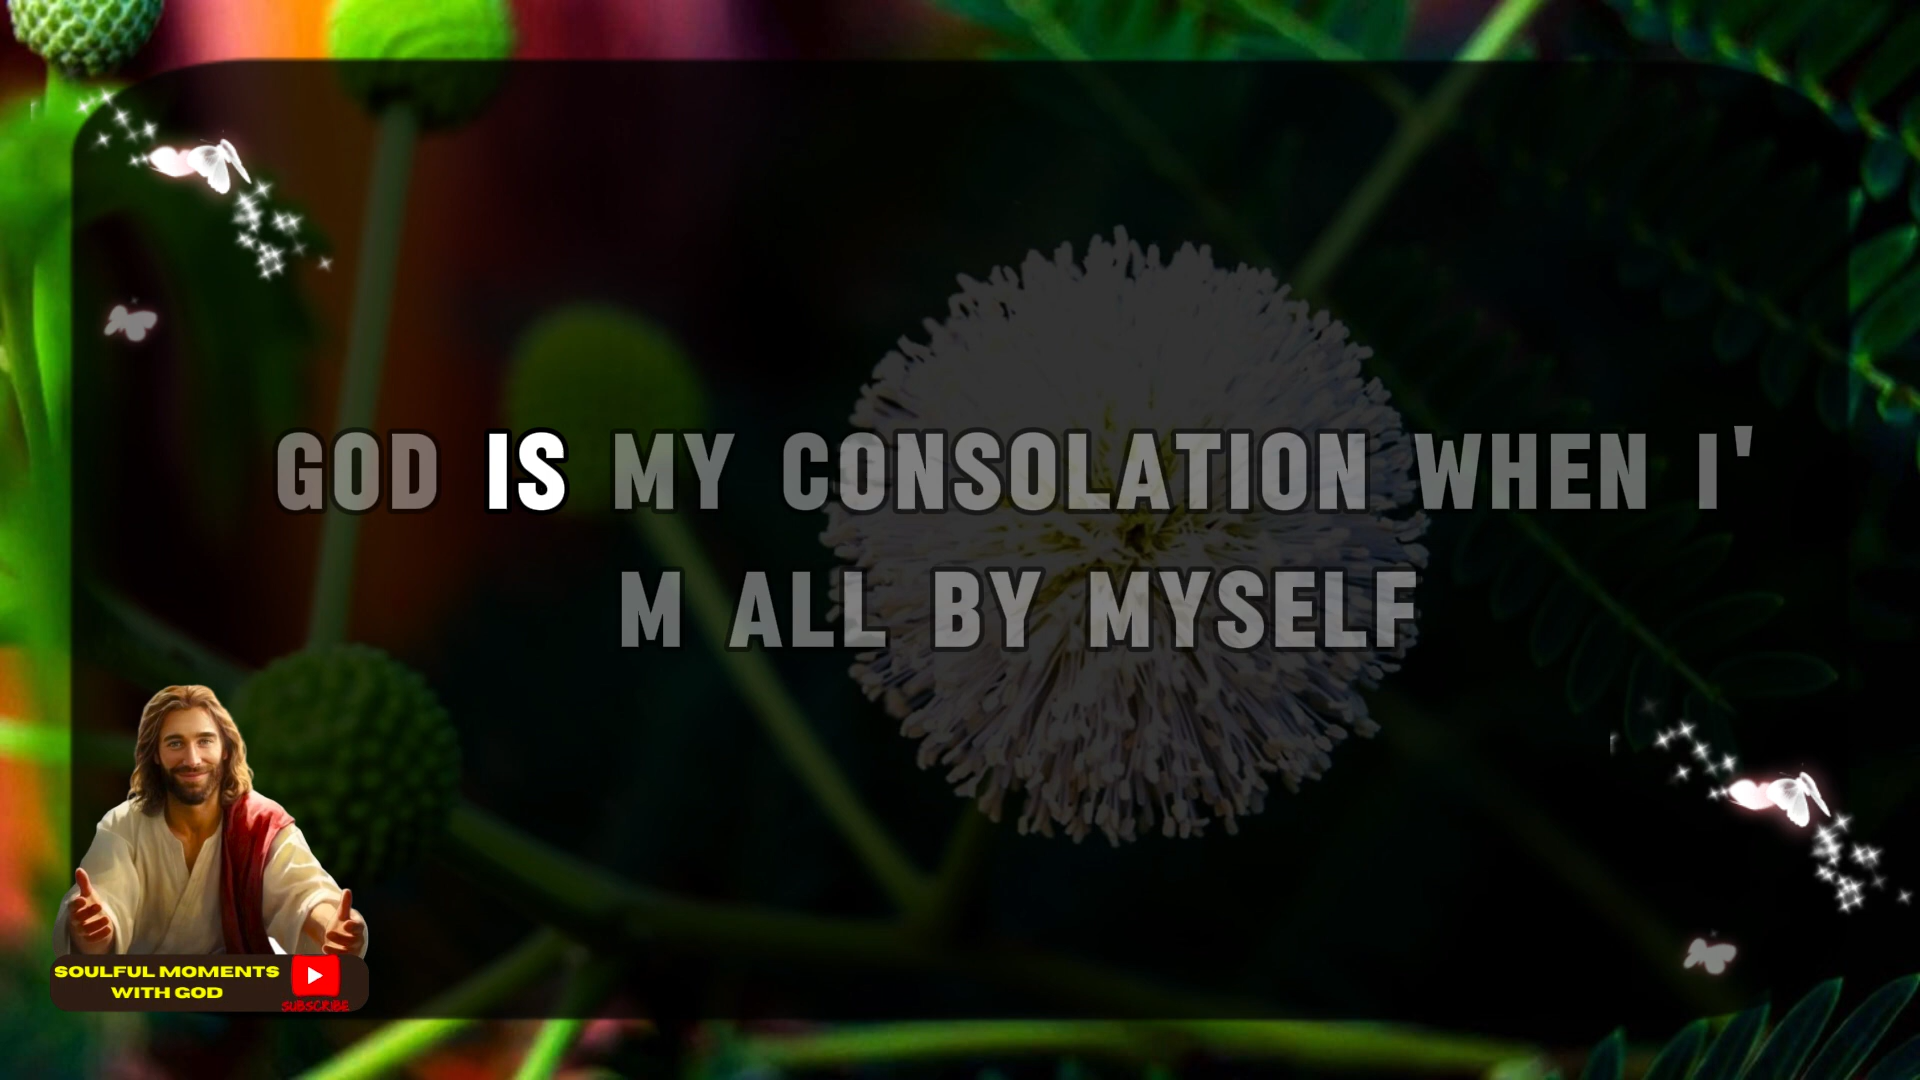 GOD IS MY CONSOLATION WHEN I'
M ALL BY MYSELF
SOULFUL MOMENTS
WITH GOD
SUBSCRIBE